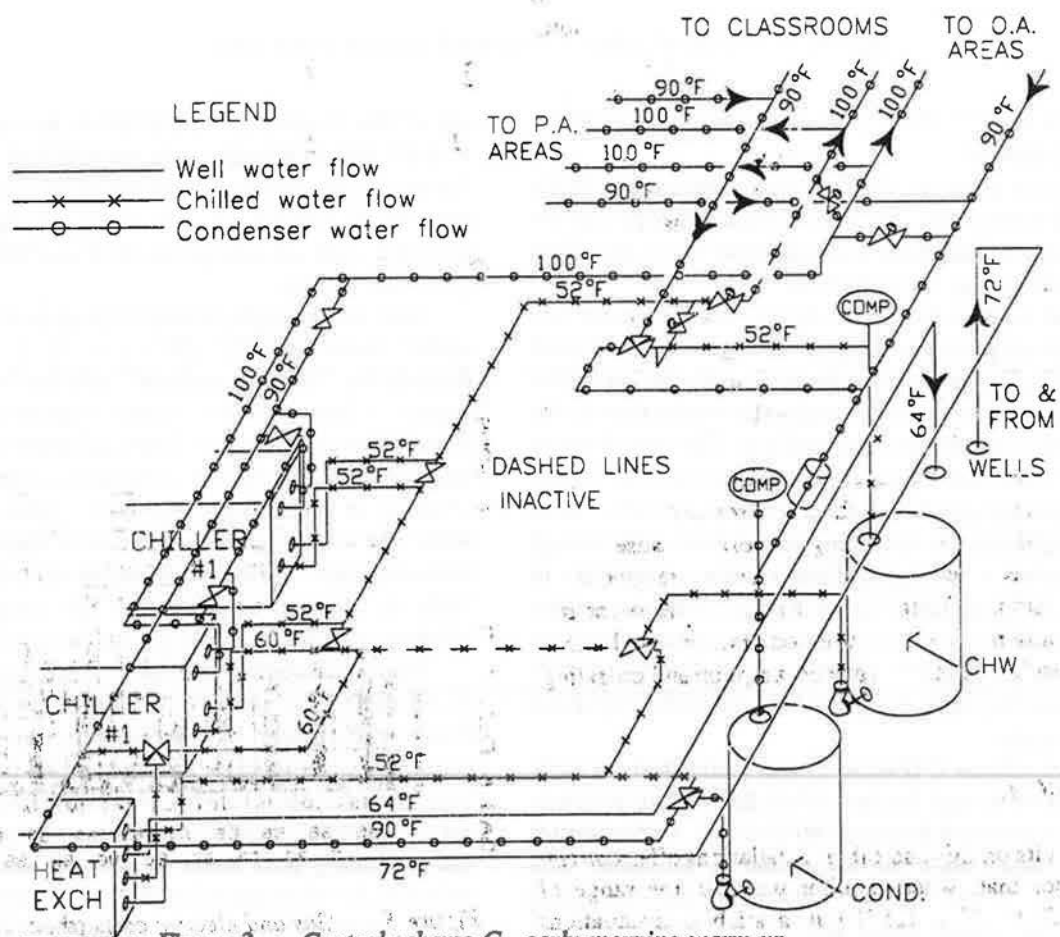 TO CLASSROOMS
TO O.A.
AREAS
LEGEND
Well water flow
Chilled water flow
Condenser water flow
TO P.A.
AREAS
90°F
100°F
100°F
90°F
90°F
100°F
100°F
90°F
100°F
52°F
52°F
COMP
72°F
64°F
TO &
FROM
WELLS
100°F
90°F
52°F
52°F
DASHED LINES
INACTIVE
COMP
CHILLER
#1
52°F
60°F
60°F
CHW
CHILLER
#1
52°F
64°F
90°F
72°F
HEAT
EXCH
COND.